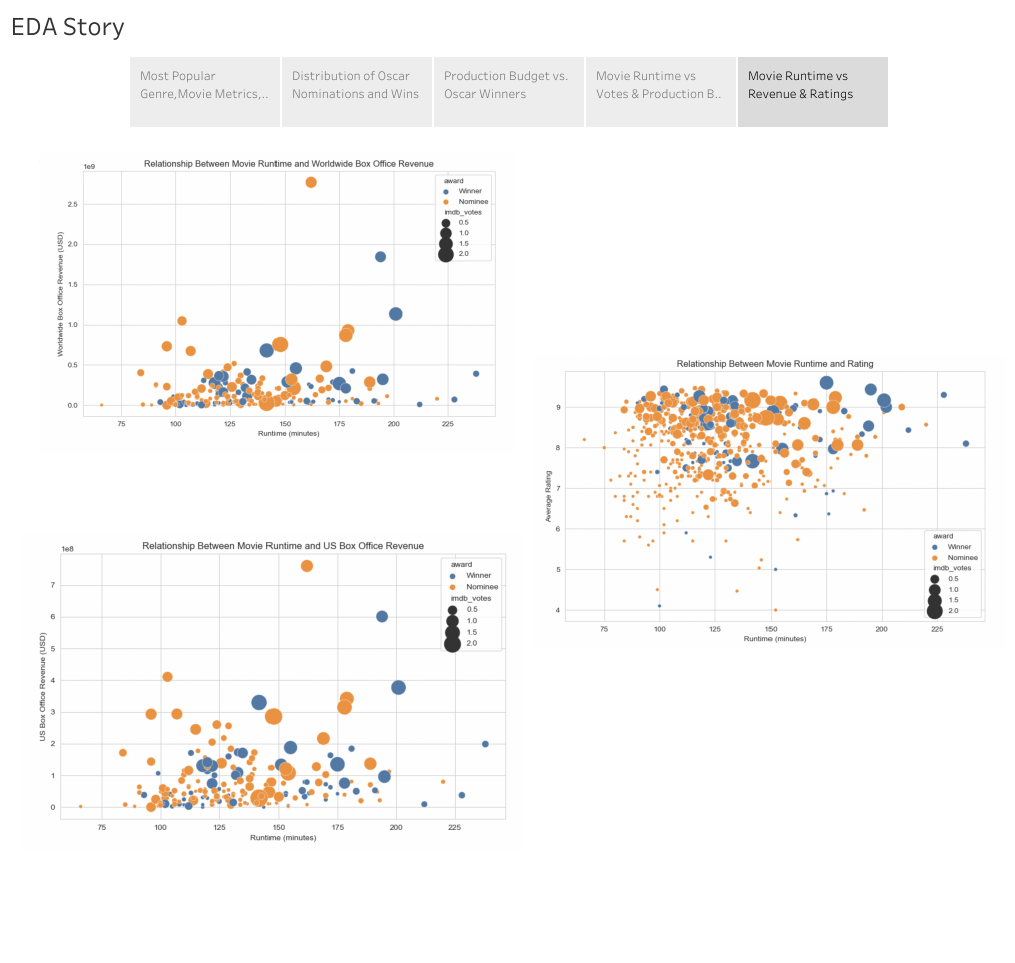 EDA Story
Most Popular
Genre,Movie Metrics,..
Distribution of Oscar
Nominations and Wins
Production Budget vs.
Oscar Winners
Movie Runtime vs
Votes & Production B..
Movie Runtime vs
Revenue & Ratings
Relationship Between Movie Runtime and Worldwide Box Office Revenue
1e9
award
Winner
Nominee
imdb_votes
0.5
1.0
1.5
2.0
2.5
2.0
1.5
1.0
0.5
0.0
Worldwide Box Office Revenue (USD)
75
100
125
150
175
200
225
Runtime (minutes)
Relationship Between Movie Runtime and Rating
9
8
7
6
5
4
Average Rating
award
Winner
Nominee
imdb_votes
0.5
1.0
1.5
2.0
75
100
125
150
175
200
225
Runtime (minutes)
Relationship Between Movie Runtime and US Box Office Revenue
1e8
award
Winner
Nominee
imdb_votes
0.5
1.0
1.5
2.0
7
6
5
4
3
2
1
0
US Box Office Revenue (USD)
75
100
125
150
175
200
225
Runtime (minutes)